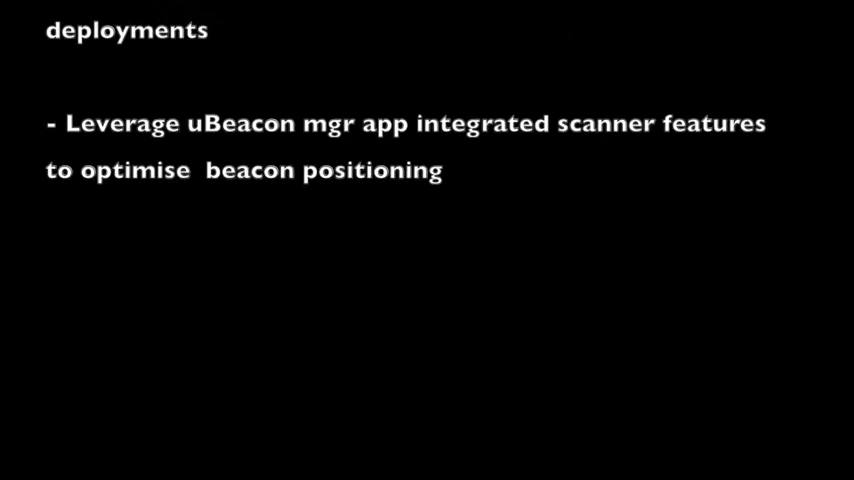 deployments
- Leverage uBeacon mgr app integrated scanner features
to optimise  beacon positioning